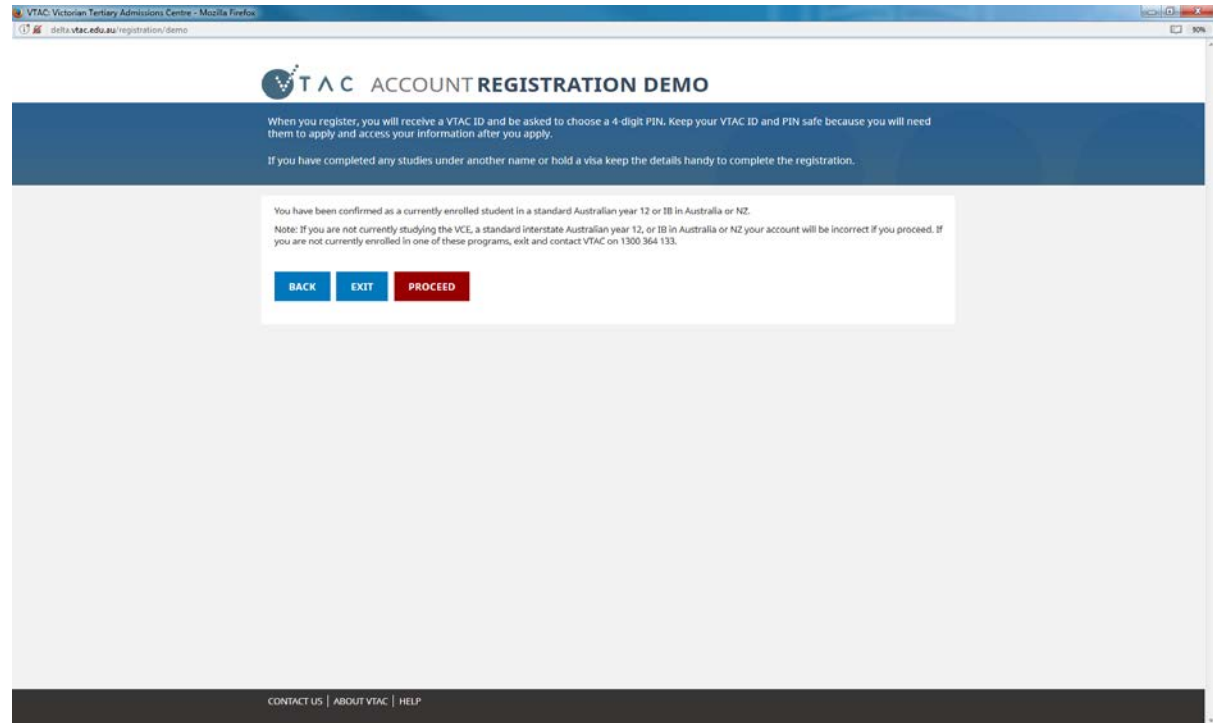 VTAC: Victorian Tertiary Admissions Centre - Mozilla Firefox
delta.vtac.edu.au/registration/demo
90%
VTAC ACCOUNT REGISTRATION DEMO
When you register, you will receive a VTAC ID and be asked to choose a 4-digit PIN. Keep your VTAC ID and PIN safe because you will need
them to apply and access your information after you apply.
If you have completed any studies under another name or hold a visa keep the details handy to complete the registration.
You have been confirmed as a currently enrolled student in a standard Australian year 12 or IB in Australia or NZ.
Note: If you are not currently studying the VCE, a standard interstate Australian year 12, or IB in Australia or NZ your account will be incorrect if you proceed. If
you are not currently enrolled in one of these programs, exit and contact VTAC on 1300 364 133.
BACK EXIT PROCEED
CONTACT US | ABOUT VTAC | HELP